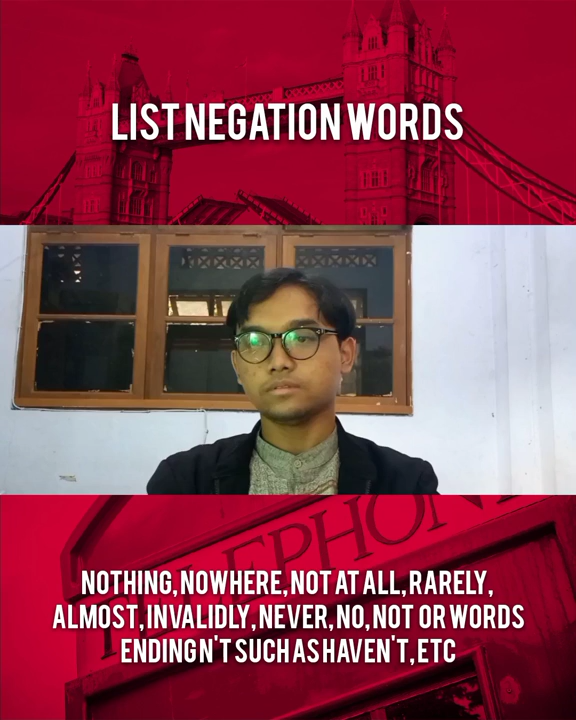 LIST NEGATION WORDS
TELEPHON
NOTHING, NOWHERE, NOT AT ALL, RARELY,
ALMOST, INVALIDLY, NEVER, NO, NOT OR WORDS
ENDING N'T SUCH AS HAVEN'T, ETC